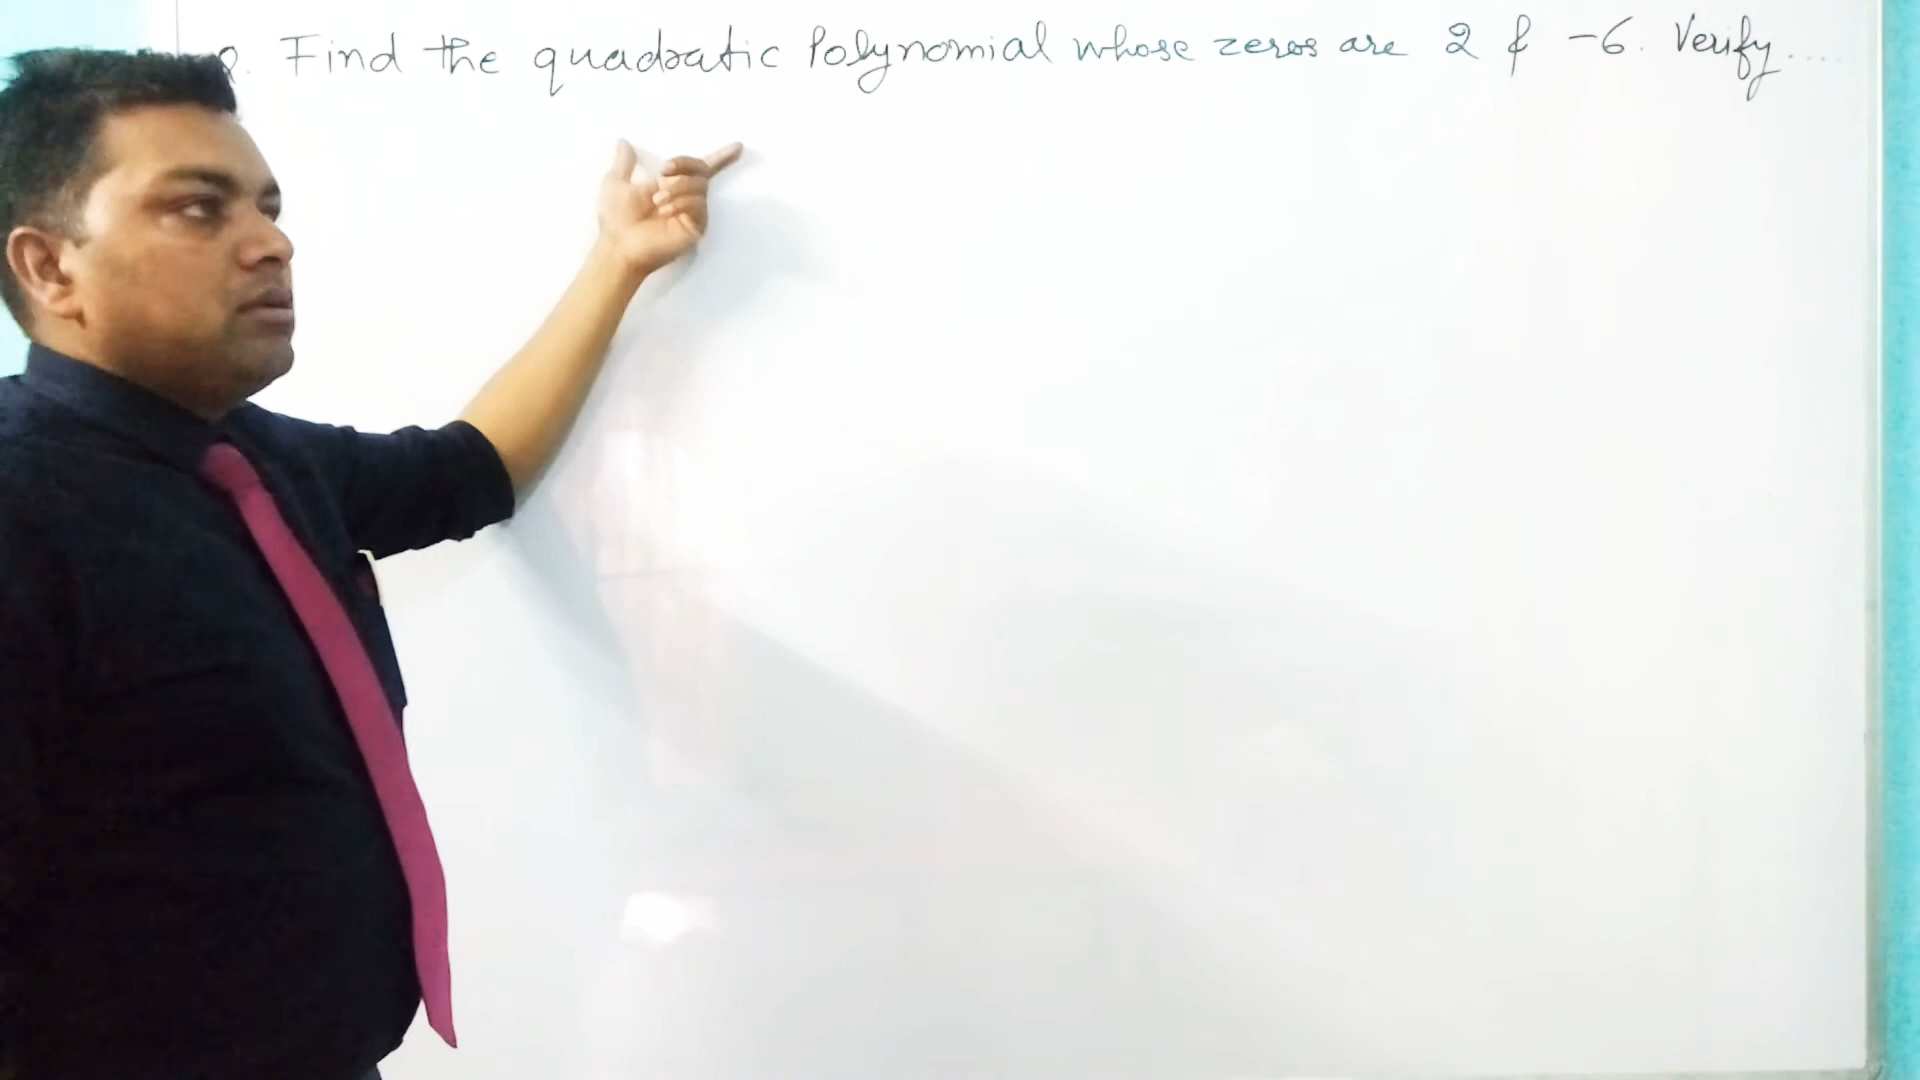 Q. Find the quadratic Polynomial whose zeros are 2 & -6. Verify....